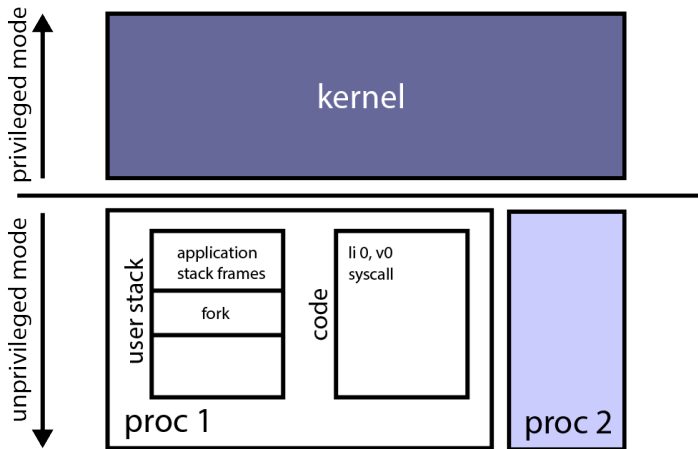 privileged mode
kernel
unprivileged mode
user stack
application
stack frames
fork
code
li 0, v0
syscall
proc 1
proc 2